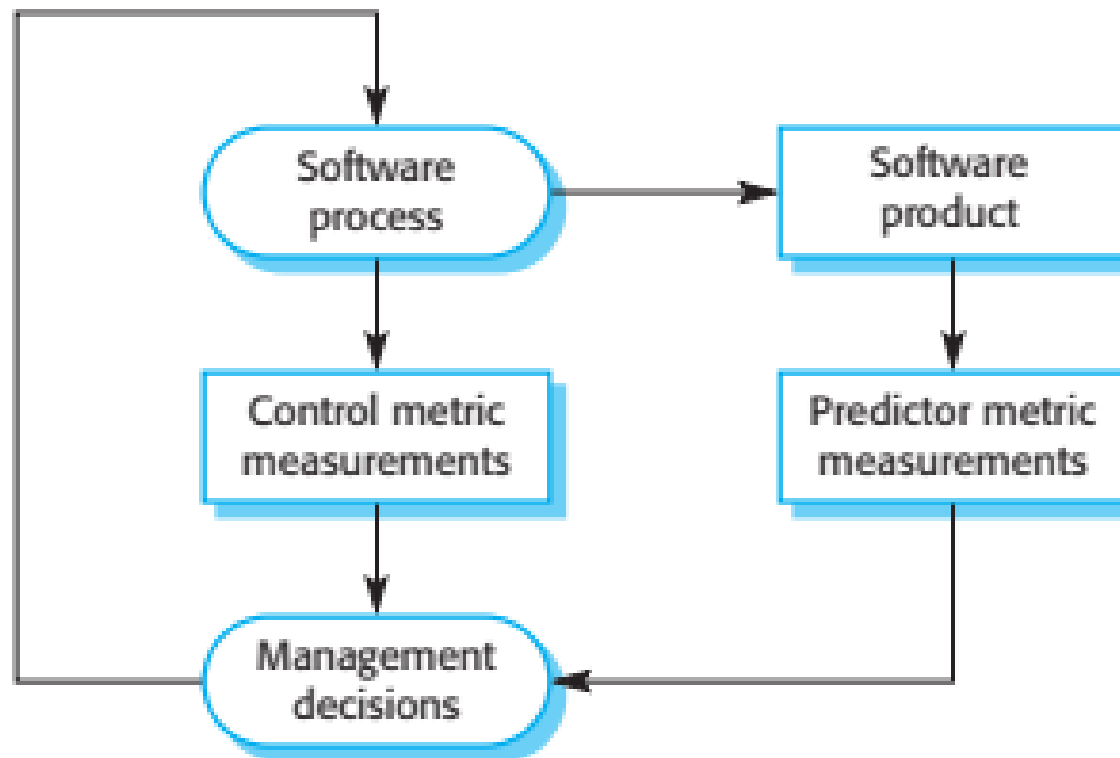 Software
process
Software
product
Control metric
measurements
Predictor metric
measurements
Management
decisions